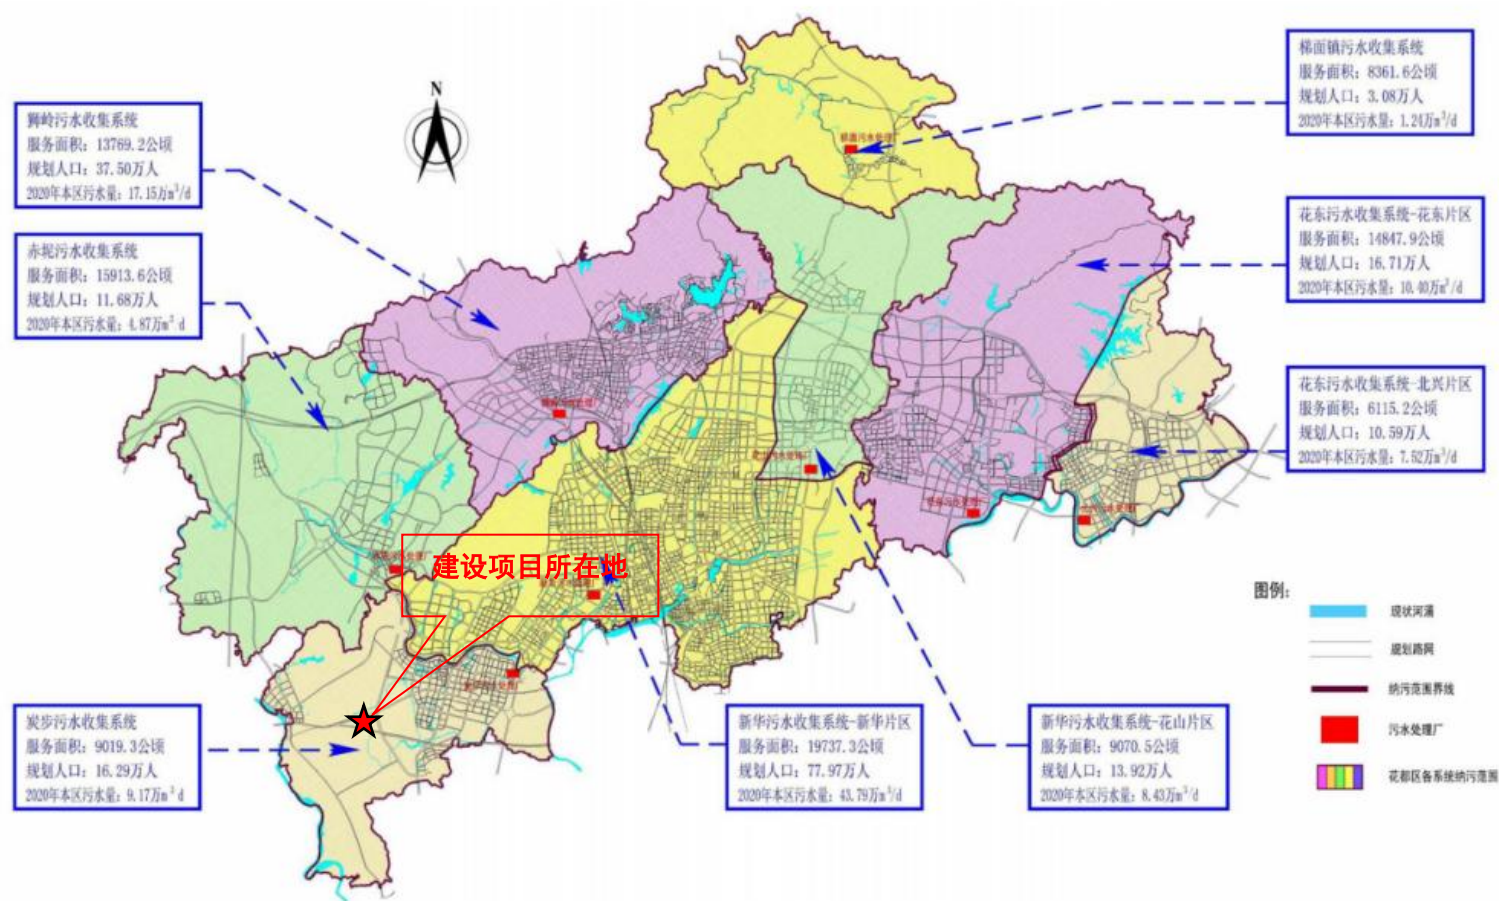 梯面镇污水收集系统
服务面积：8361.6公顷
规划人口：3.08万人
2020年本区污水量：1.24万m³/d
N
狮岭污水收集系统
服务面积：13769.2公顷
规划人口：37.50万人
2020年本区污水量：17.15万m³/d
花东污水收集系统-花东片区
服务面积：14847.9公顷
规划人口：16.71万人
2020年本区污水量：10.40万m³/d
赤坭污水收集系统
服务面积：15913.6公顷
规划人口：11.68万人
2020年本区污水量：4.87万m³ d
花东污水收集系统-北兴片区
服务面积：6115.2公顷
规划人口：10.59万人
2020年本区污水量：7.52万m³/d
建设项目所在地
图例：
现状河涌
规划路网
纳污范围界线
污水处理厂
花都区各系统纳污范围
炭步污水收集系统
服务面积：9019.3公顷
规划人口：16.29万人
2020年本区污水量：9.17万m³ d
新华污水收集系统-新华片区
服务面积：19737.3公顷
规划人口：77.97万人
2020年本区污水量：43.79万m³/d
新华污水收集系统-花山片区
服务面积：9070.5公顷
规划人口：13.92万人
2020年本区污水量：8.43万m³/d